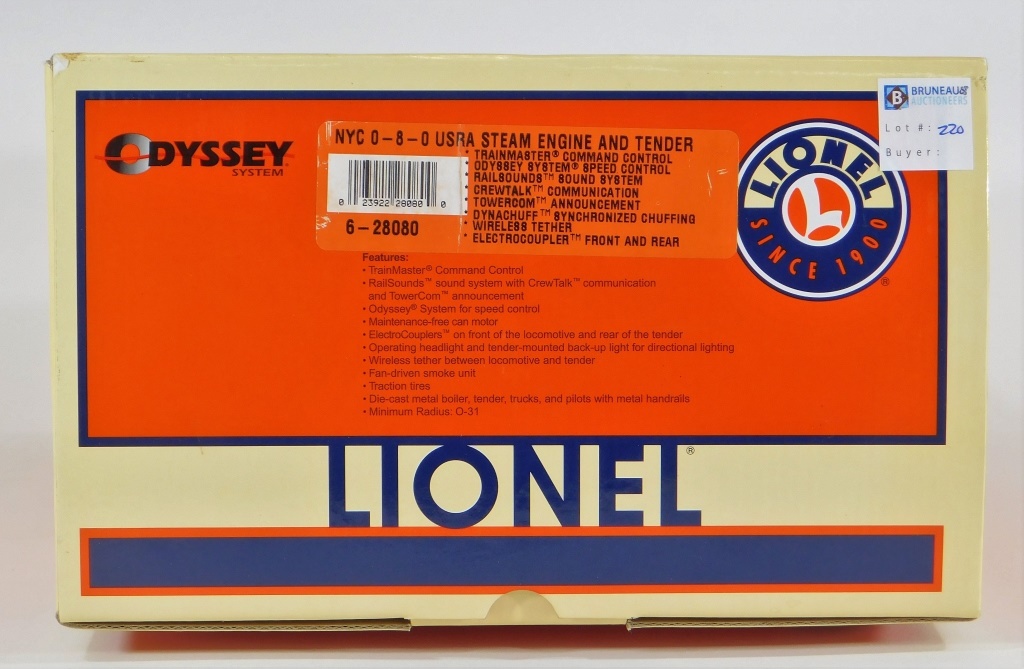 BRUNEAU &
AUCTIONEERS
Lot #: 220
Buyer:
ODYSSEY
SYSTEM
NYC 0-8-0 USRA STEAM ENGINE AND TENDER
• TRAINMASTER® COMMAND CONTROL
• ODYSSEY SYSTEM® SPEED CONTROL
• RAILSOUNDS™ SOUND SYSTEM
• CREWTALK™ COMMUNICATION
• TOWERCOM™ ANNOUNCEMENT
• DYNACHUFF™ SYNCHRONIZED CHUFFING
• WIRELESS TETHER
• ELECTROCOUPLER™ FRONT AND REAR
0 23922 28080 0
6-28080
LIONEL
L
SINCE 1900
®
Features:
• TrainMaster® Command Control
• RailSounds™ sound system with CrewTalk™ communication
and TowerCom™ announcement
• Odyssey® System for speed control
• Maintenance-free can motor
• ElectroCouplers™ on front of the locomotive and rear of the tender
• Operating headlight and tender-mounted back-up light for directional lighting
• Wireless tether between locomotive and tender
• Fan-driven smoke unit
• Traction tires
• Die-cast metal boiler, tender, trucks, and pilots with metal handrails
• Minimum Radius: O-31
LIONEL®